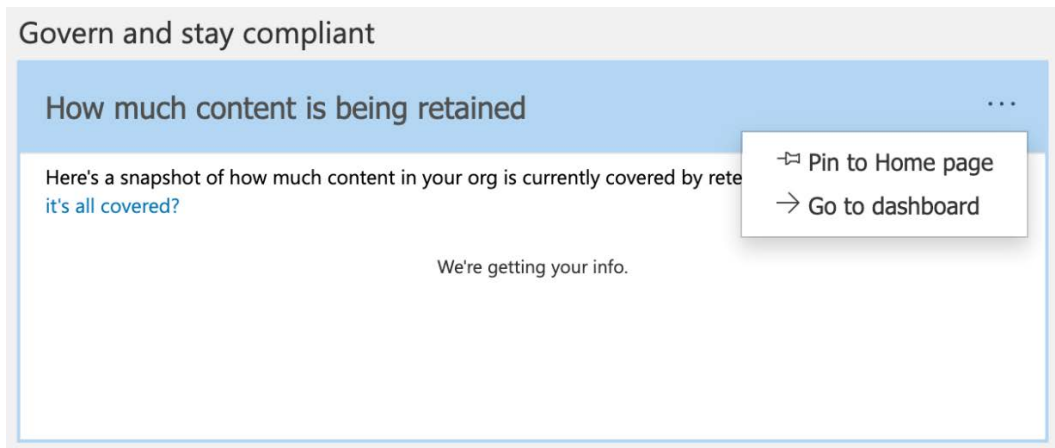 Govern and stay compliant
How much content is being retained
...
Pin to Home page
Here's a snapshot of how much content in your org is currently covered by
it's all covered?
Go to dashboard
We're getting your info.